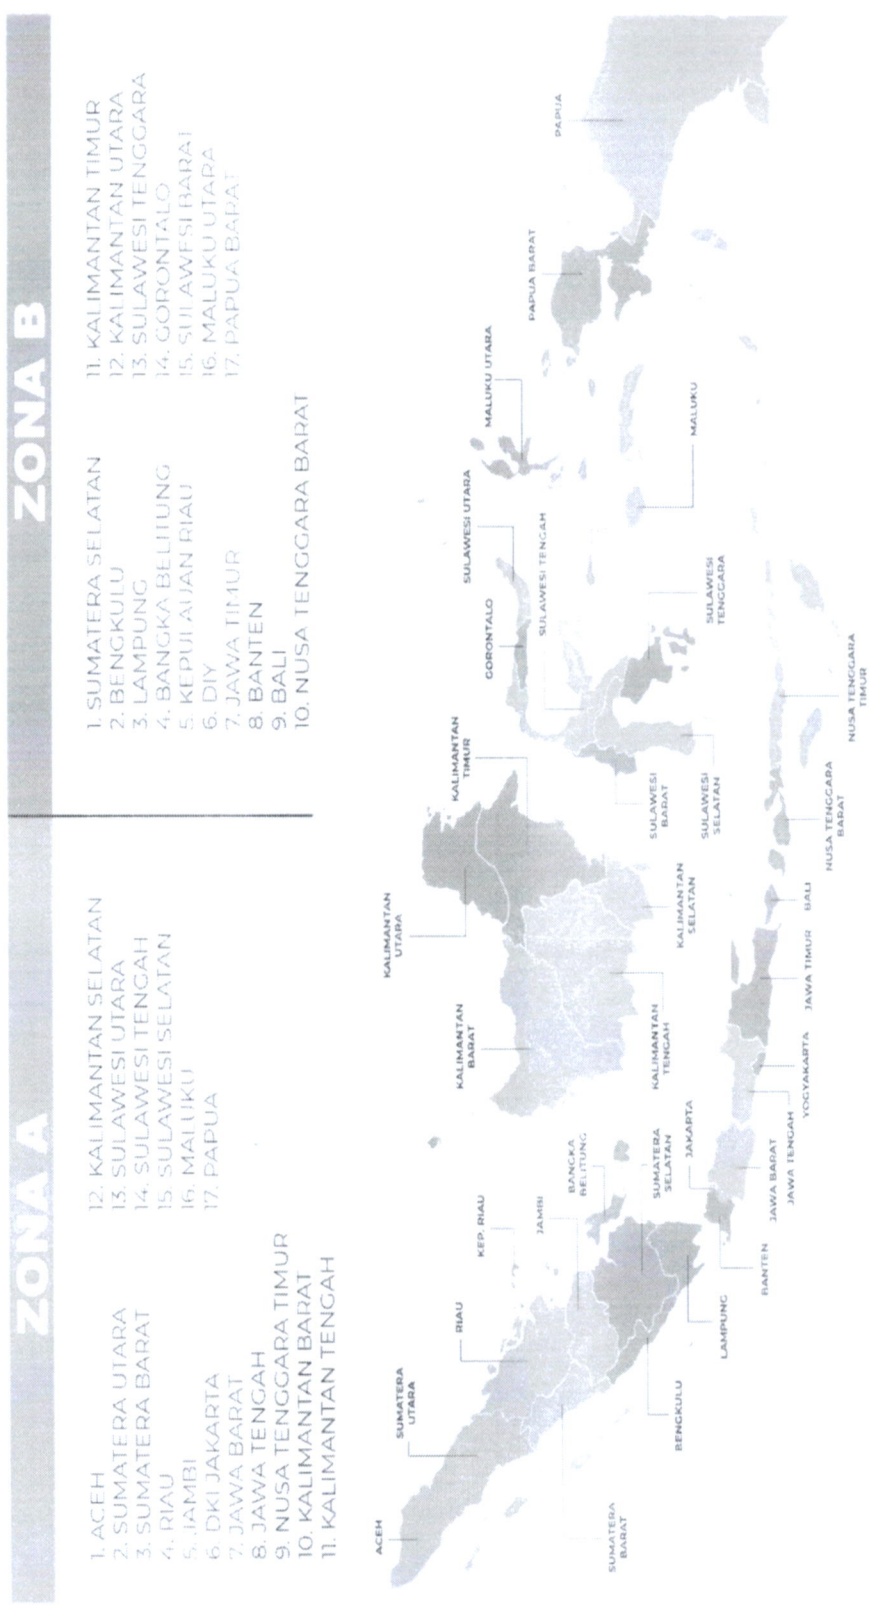 ZONA A
1. ACEH
2. SUMATERA UTARA
3. SUMATERA BARAT
4. RIAU
5. JAMBI
6. DKI JAKARTA
7. JAWA BARAT
8. JAWA TENGAH
9. NUSA TENGGARA TIMUR
10. KALIMANTAN BARAT
11. KALIMANTAN TENGAH
12. KALIMANTAN SELATAN
13. SULAWESI UTARA
14. SULAWESI TENGAH
15. SULAWESI SELATAN
16. MALUKU
17. PAPUA
ZONA B
1. SUMATERA SELATAN
2. BENGKULU
3. LAMPUNG
4. BANGKA BELITUNG
5. KEPULAUAN RIAU
6. DIY
7. JAWA TIMUR
8. BANTEN
9. BALI
10. NUSA TENGGARA BARAT
11. KALIMANTAN TIMUR
12. KALIMANTAN UTARA
13. SULAWESI TENGGARA
14. GORONTALO
15. SULAWESI BARAT
16. MALUKU UTARA
17. PAPUA BARAT
ACEH
SUMATERA
UTARA
RIAU
KEP. RIAU
JAMBI
BANGKA
BELITUNG
SUMATERA
SELATAN
JAKARTA
SUMATERA
BARAT
BENGKULU
LAMPUNG
BANTEN
JAWA BARAT
JAWA TENGAH
YOGYAKARTA
JAWA TIMUR
BALI
NUSA TENGGARA
BARAT
NUSA TENGGARA
TIMUR
KALIMANTAN
BARAT
KALIMANTAN
UTARA
KALIMANTAN
TIMUR
KALIMANTAN
TENGAH
KALIMANTAN
SELATAN
GORONTALO
SULAWESI UTARA
SULAWESI TENGAH
SULAWESI
BARAT
SULAWESI
SELATAN
SULAWESI
TENGGARA
MALUKU UTARA
MALUKU
PAPUA BARAT
PAPUA